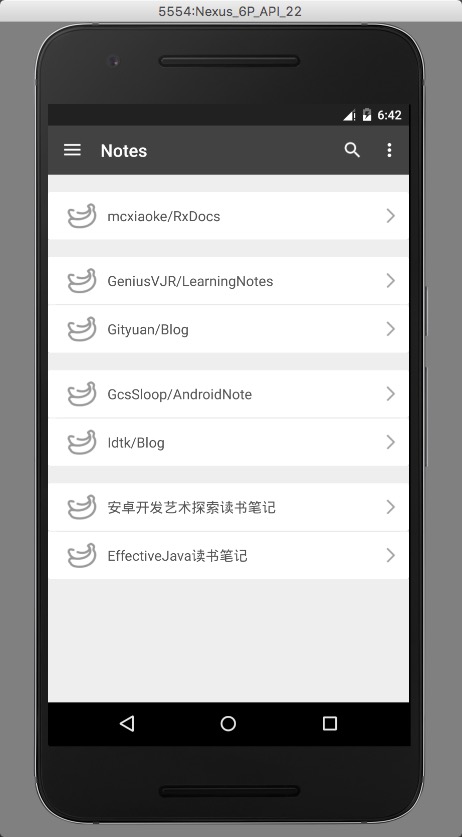 5554:Nexus_6P_API_22
6:42
Notes
mcxiaoke/RxDocs
GeniusVJR/LearningNotes
Gityuan/Blog
GcsSloop/AndroidNote
Idtk/Blog
安卓开发艺术探索读书笔记
EffectiveJava读书笔记